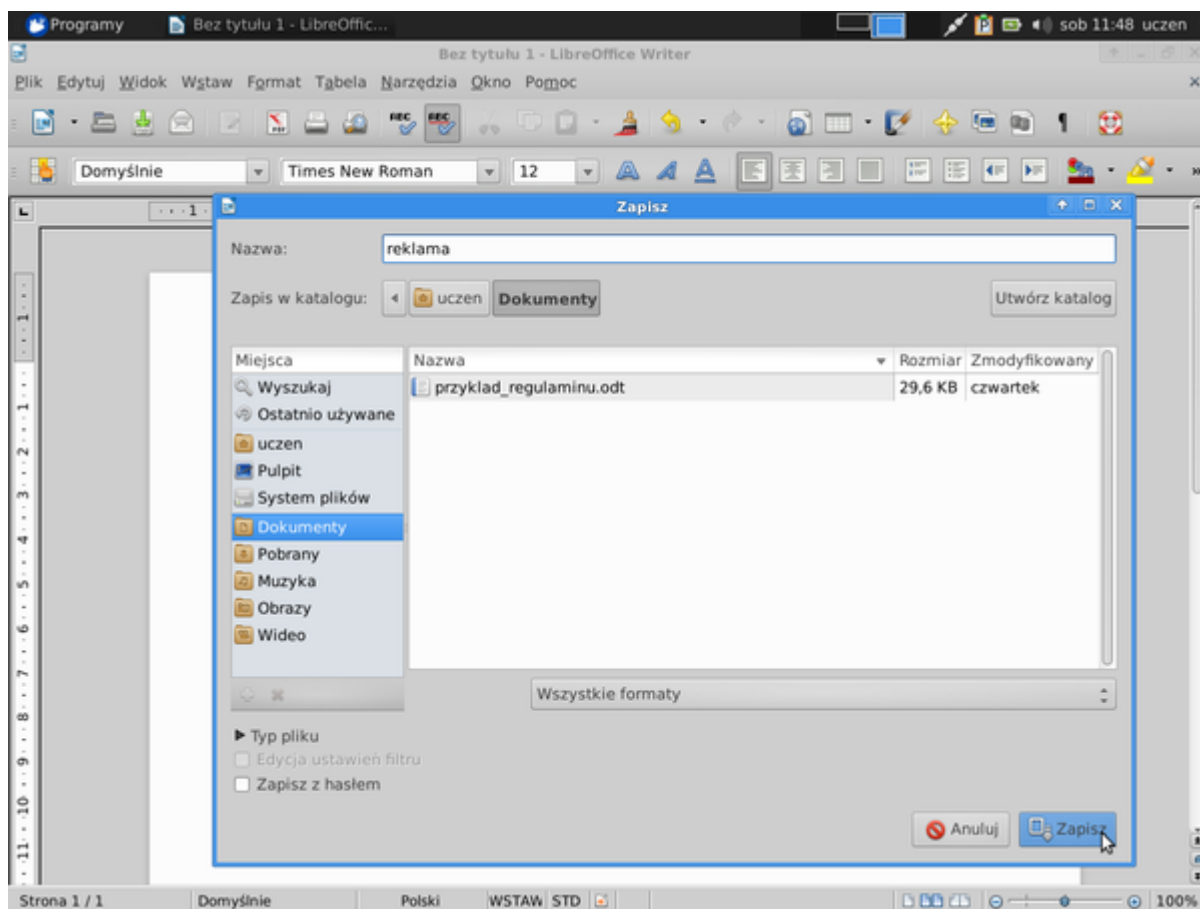 Programy Bez tytułu 1 - LibreOffic... sob 11:48 uczen
Bez tytułu 1 - LibreOffice Writer
Plik Edytuj Widok Wstaw Format Tabela Narzędzia Okno Pomoc
Domyślnie Times New Roman 12
Zapisz
Nazwa: reklama
Zapis w katalogu: uczen Dokumenty Utwórz katalog
Miejsca Nazwa Rozmiar Zmodyfikowany
Wyszukaj przyklad_regulaminu.odt 29,6 KB czwartek
Ostatnio używane
uczen
Pulpit
System plików
Dokumenty
Pobrany
Muzyka
Obrazy
Wideo
Wszystkie formaty
Typ pliku
Edycja ustawień filtru
Zapisz z hasłem
Anuluj Zapisz
Strona 1 / 1 Domyślnie Polski WSTAW STD 100%